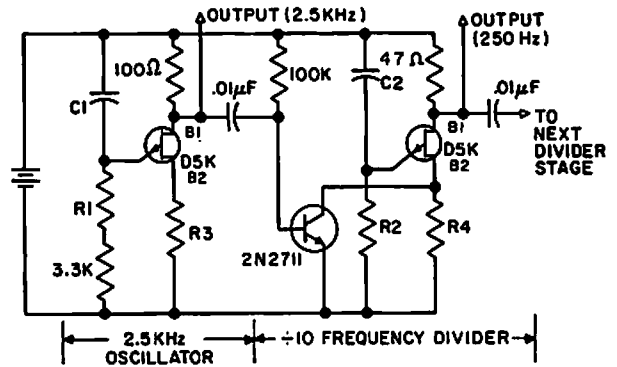 OUTPUT (2.5KHz)
OUTPUT
(250 Hz)
100Ω
100K
47Ω
C2
.01µF
.01µF
C1
B1
B1
TO
NEXT
DIVIDER
STAGE
D5K
B2
D5K
B2
R1
R3
R2
R4
3.3K
2N2711
2.5KHz
OSCILLATOR
÷10 FREQUENCY DIVIDER